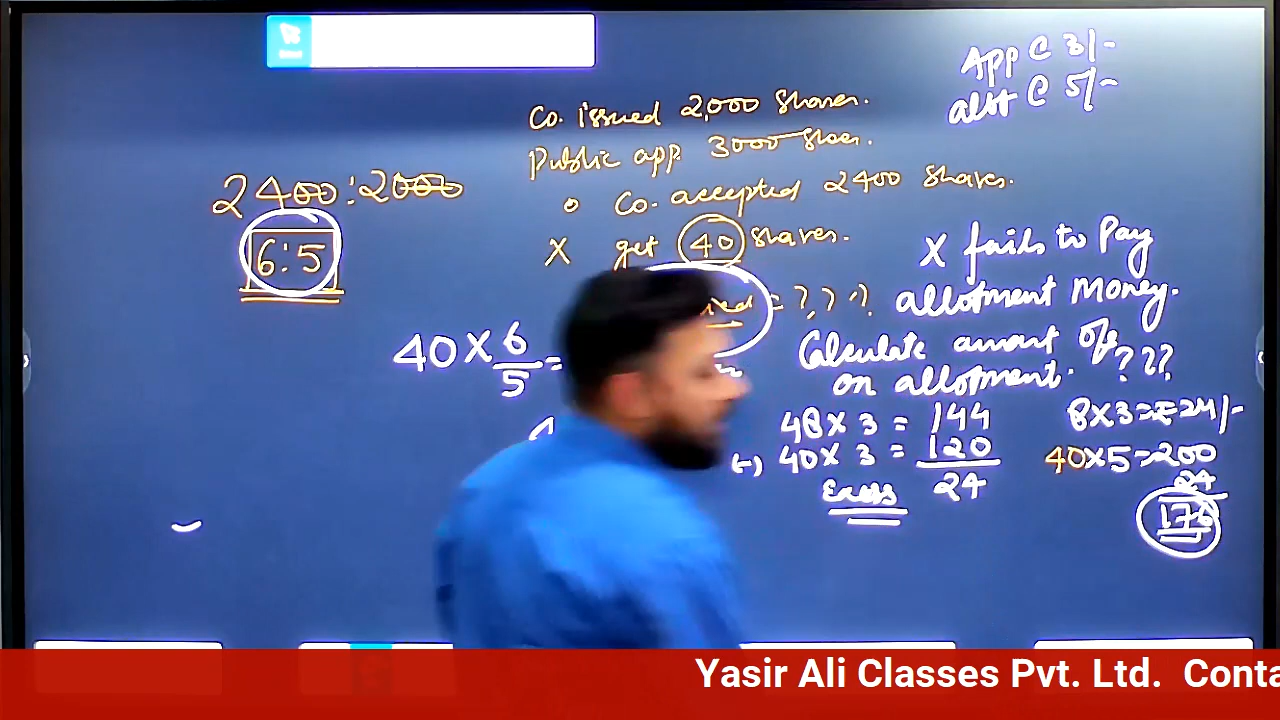 App @ 3/-
allt @ 5/-
Co. issued 2,000 Shares.
Public app. 3000 Shares.
Co. accepted 2400 Shares.
X get 40 Shares.
= ? ? ?
2400 : 2000
6:5
40 × 6/5 =
X fails to Pay
allotment Money.
Calculate amount
on allotment. ???
48 × 3 = 144
(-) 40 × 3 = 120
Excess 24
8×3 = 24/-
40×5 = 200
24
176
Yasir Ali Classes Pvt. Ltd. Conta